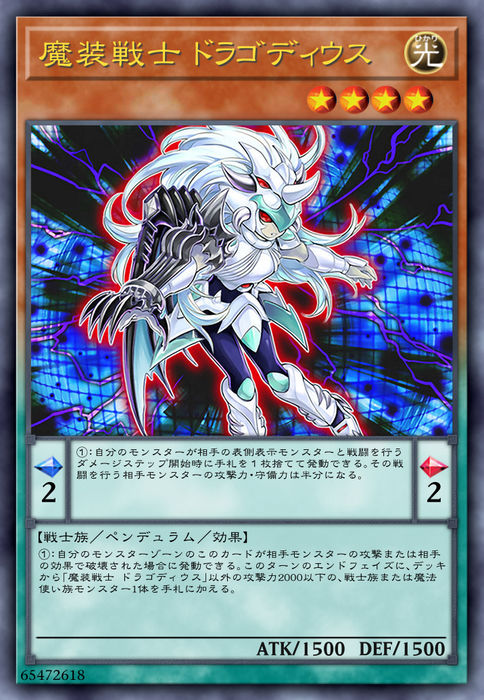 魔装戦士 ドラゴディウス
ひかり
光
①:自分のモンスターが相手の表側表示モンスターと戦闘を行う
ダメージステップ開始時に手札を1枚捨てて発動できる。その戦
闘を行う相手モンスターの攻撃力・守備力は半分になる。
2
2
【戦士族/ペンデュラム/効果】
①:自分のモンスターゾーンのこのカードが相手モンスターの攻撃または相手
の効果で破壊された場合に発動できる。このターンのエンドフェイズに、デッキ
から「魔装戦士 ドラゴディウス」以外の攻撃力2000以下の、戦士族または魔法
使い族モンスター1体を手札に加える。
ATK/1500 DEF/1500
65472618